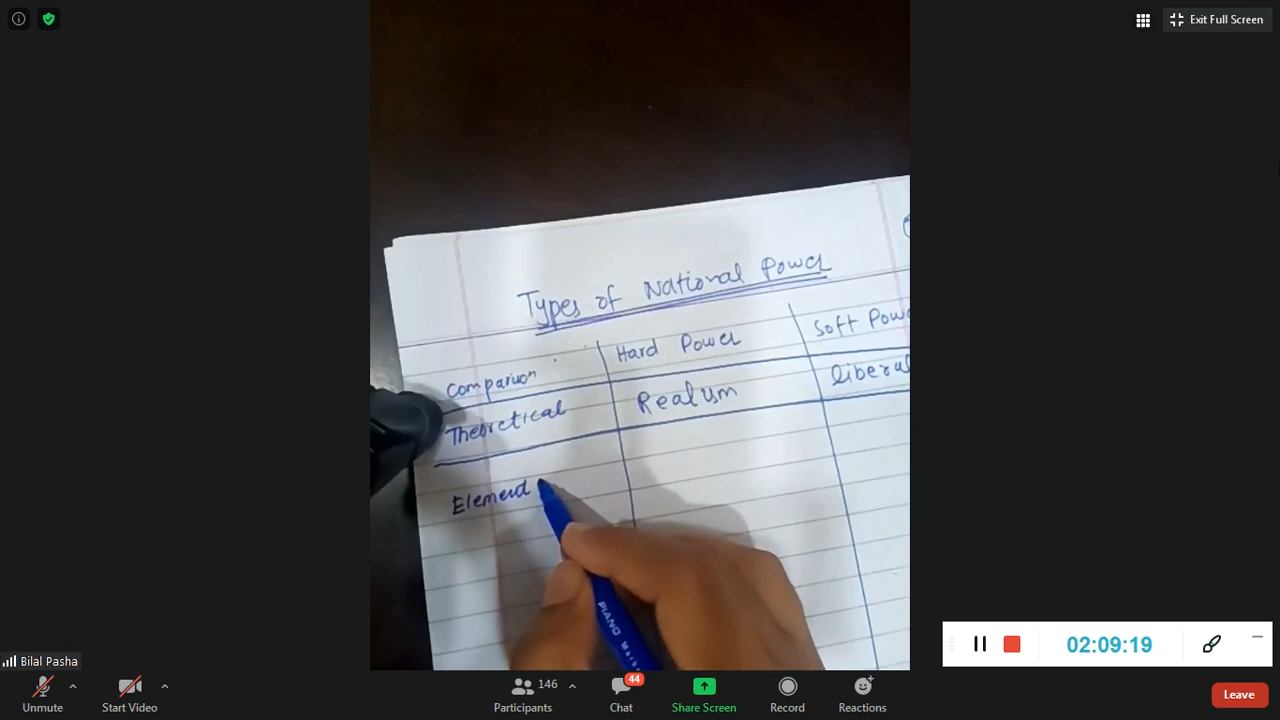 Exit Full Screen
Types of National Power
Comparison
Hard Power
Soft Pow
Theoretical
Realism
liberal
Element
PIANO
02:09:19
Bilal Pasha
Unmute
Start Video
146
Participants
44
Chat
Share Screen
Record
Reactions
Leave